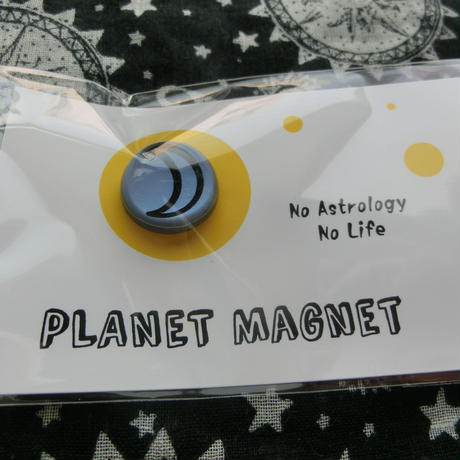 No Astrology
No Life
PLANET MAGNET